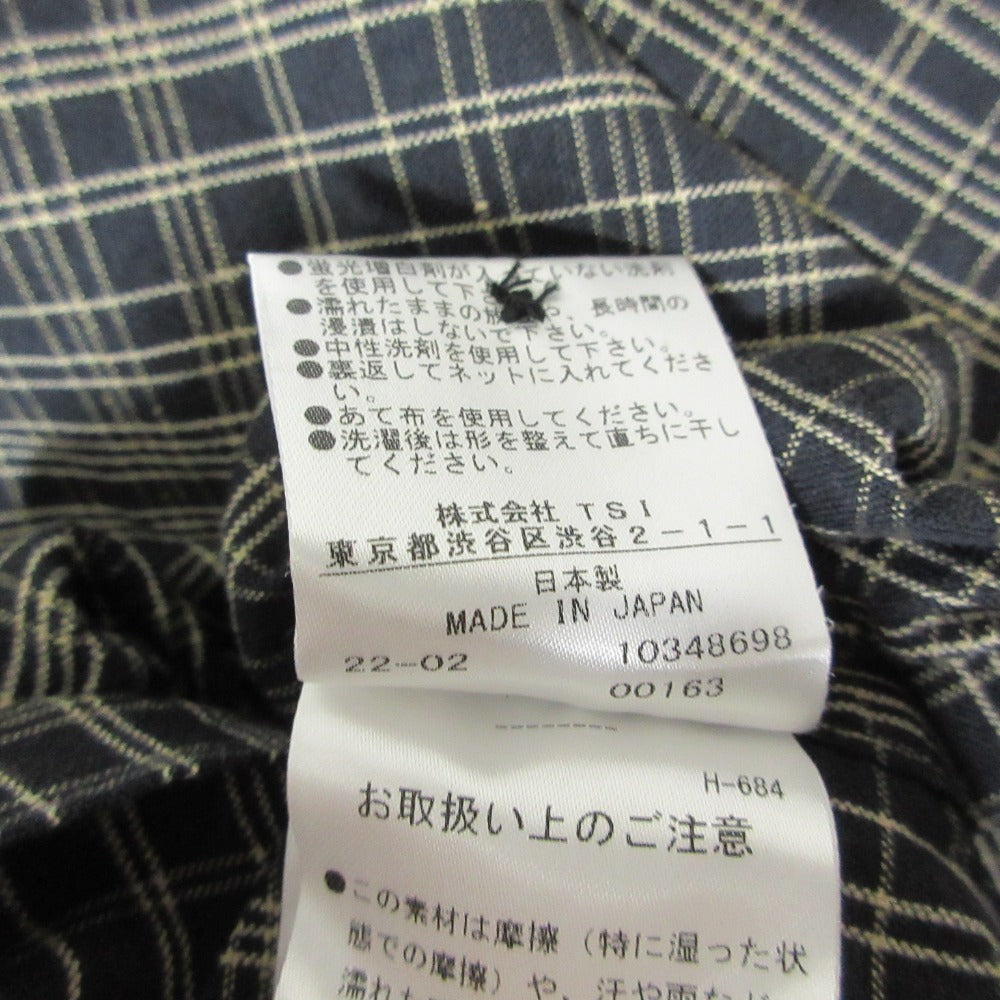 ●蛍光増白剤が入っていない洗剤
を使用して下さい。
●濡れたままの放置や、長時間の
浸漬はしないで下さい。
●中性洗剤を使用して下さい。
●裏返してネットに入れてくださ
い。
●あて布を使用してください。
●洗濯後は形を整えて直ちに干し
てください。
株式会社 TSI
東京都渋谷区渋谷2-1-1
日本製
MADE IN JAPAN
22-02 10348698
00163
--------
H-684
お取扱い上のご注意
●この素材は摩擦（特に湿った状
態での摩擦）や、汗や雨など
濡れ